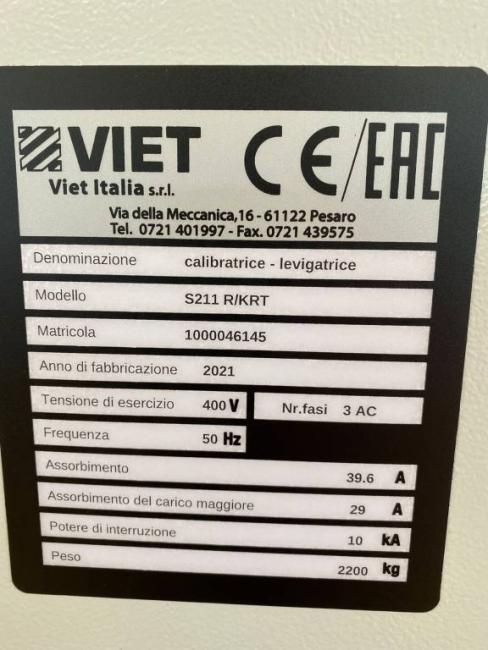 VIET CE/EAC
Viet Italia s.r.l.
Via della Meccanica,16 - 61122 Pesaro
Tel. 0721 401997 - Fax. 0721 439575
Denominazione calibratrice - levigatrice
Modello S211 R/KRT
Matricola 1000046145
Anno di fabbricazione 2021
Tensione di esercizio 400 V Nr.fasi 3 AC
Frequenza 50 Hz
Assorbimento 39.6 A
Assorbimento del carico maggiore 29 A
Potere di interruzione 10 kA
Peso 2200 kg